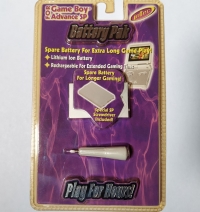 FOR
Game Boy
Advance SP
Battery Pak
Spare Battery For Extra Long Game Play
Lithium Ion Battery
Rechargeable For Extended Gaming
Spare Battery
For Longer Gaming!
Special SP
Screwdriver
Included!
Play For Hours!